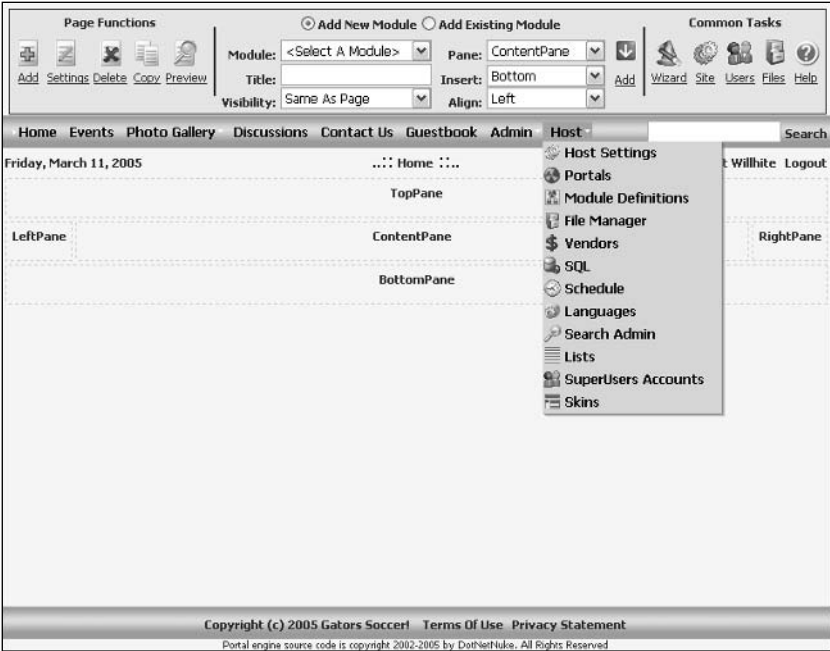 Page Functions
Add New Module Add Existing Module
Common Tasks
Module: <Select A Module> Pane: ContentPane
Title: Insert: Bottom
Visibility: Same As Page Align: Left
Add Settings Delete Copy Preview
Add
Wizard Site Users Files Help
Home Events Photo Gallery Discussions Contact Us Guestbook Admin Host Search
Friday, March 11, 2005 ..:: Home ::.. t Willhite Logout
TopPane
LeftPane ContentPane RightPane
BottomPane
Host Settings
Portals
Module Definitions
File Manager
Vendors
SQL
Schedule
Languages
Search Admin
Lists
SuperUsers Accounts
Skins
Copyright (c) 2005 Gators Soccer! Terms Of Use Privacy Statement
Portal engine source code is copyright 2002-2005 by DotNetNuke. All Rights Reserved